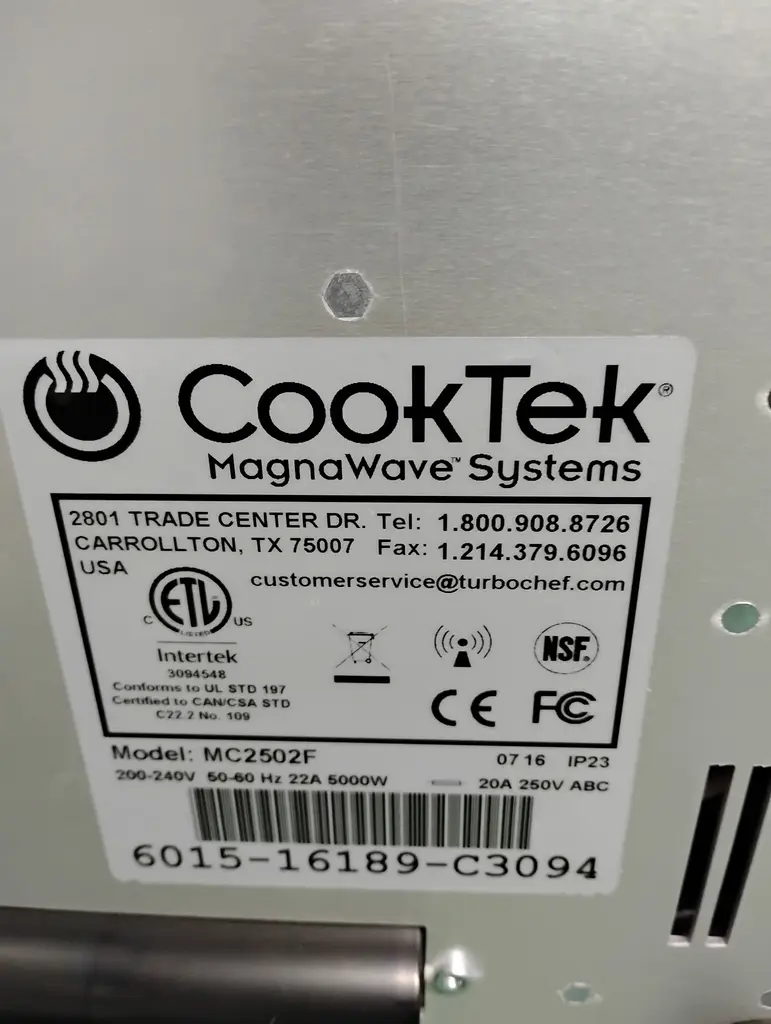 CookTek®
MagnaWave™ Systems
2801 TRADE CENTER DR. Tel: 1.800.908.8726
CARROLLTON, TX 75007 Fax: 1.214.379.6096
USA
customerservice@turbochef.com
ETL
C LISTED US
Intertek
3094548
Conforms to UL STD 197
Certified to CAN/CSA STD
C22.2 No. 109
NSF.
CE FC
Model: MC2502F 07 16 IP23
200-240V 50-60 Hz 22A 5000W 20A 250V ABC
6015-16189-C3094